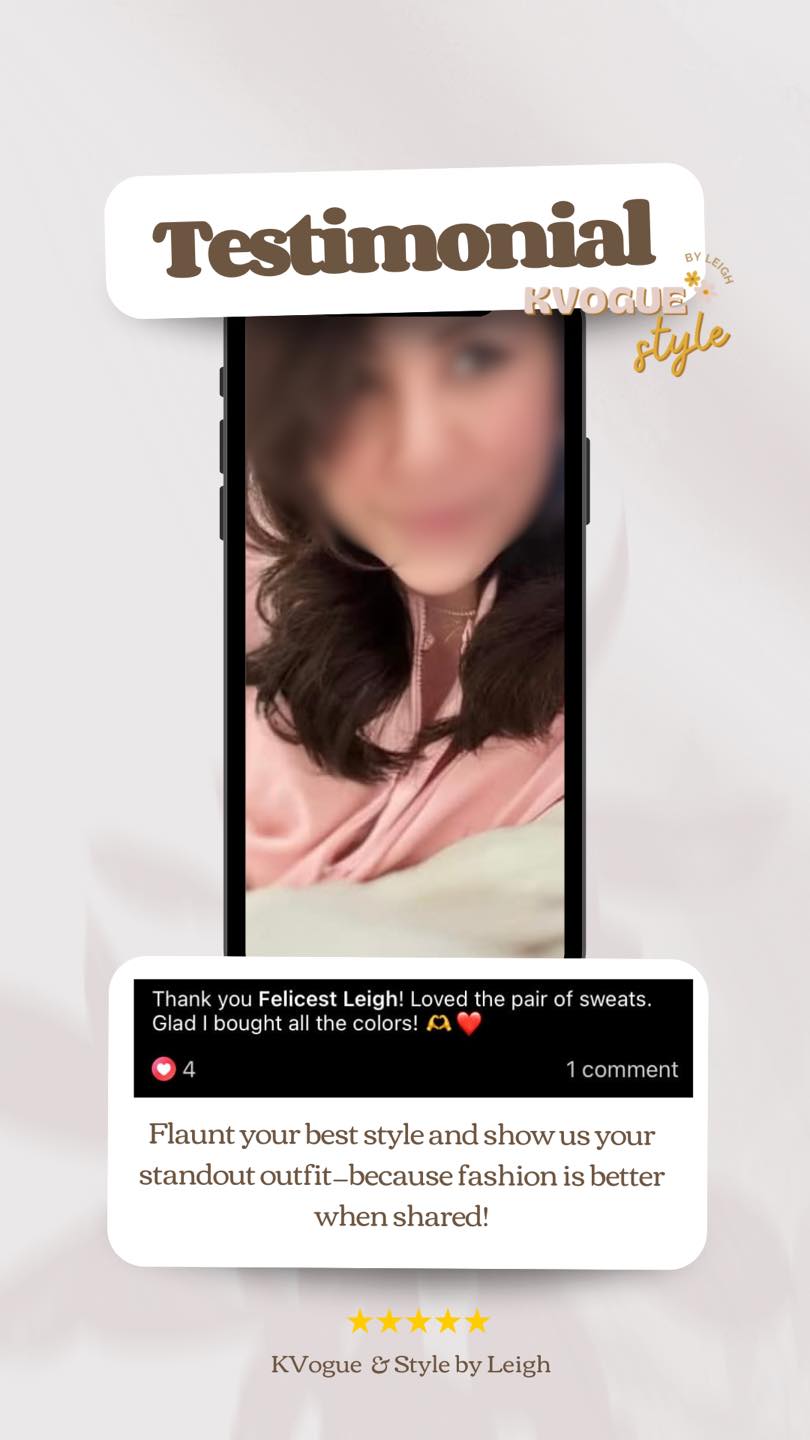 Testimonial
BY LEIGH
KVOGUE
style
Thank you Felicest Leigh! Loved the pair of sweats.
Glad I bought all the colors! 🫶❤️
4
1 comment
Flaunt your best style and show us your
standout outfit—because fashion is better
when shared!
KVogue & Style by Leigh